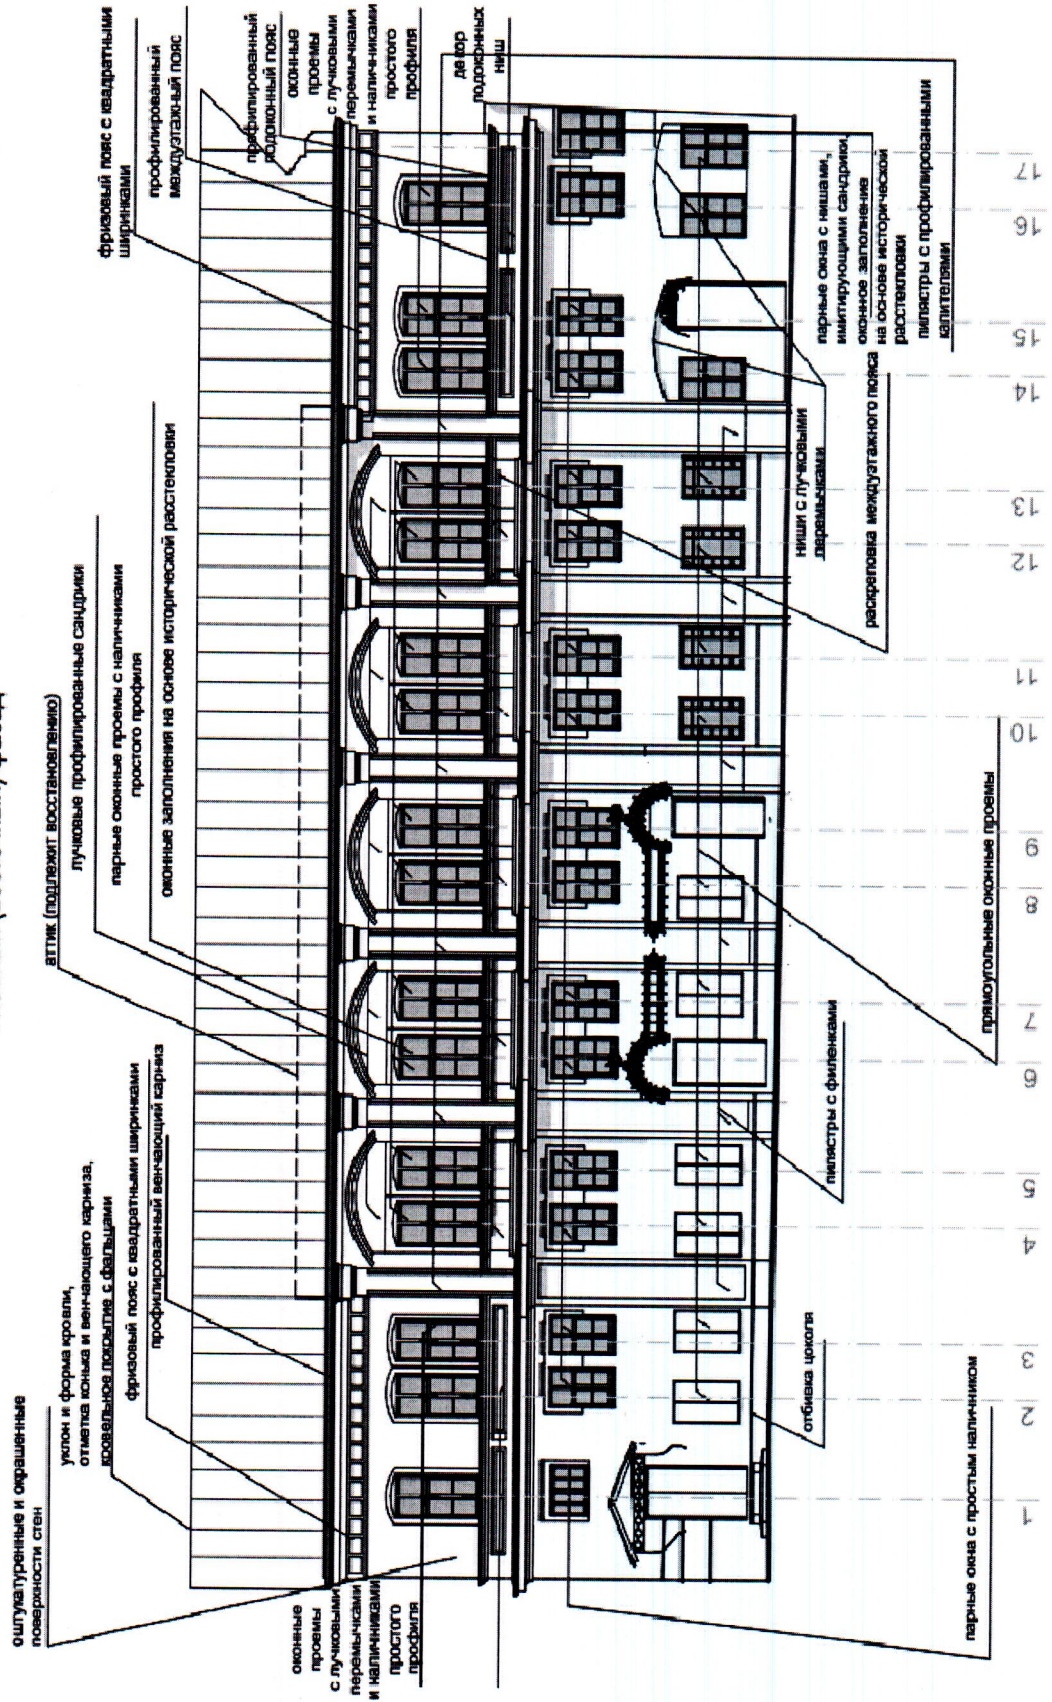 аттик (подлежит восстановлению)
лучковые профилированные сандрики
парные оконные проемы с наличниками
простого профиля
оконные заполнения на основе исторической расстекловки
оштукатуренные и окрашенные
поверхности стен
уклон и форма кровли,
отметка конька и венчающего карниза,
кровельное покрытие с фальцами
фризовый пояс с квадратными ширинками
профилированный венчающий карниз
фризовый пояс с квадратными
ширинками
профилированный
междуэтажный пояс
профилированный
подоконный пояс
оконные
проемы
с лучковыми
перемычками
и наличниками
простого
профиля
декор
подоконных
ниш
оконные
проемы
с лучковыми
перемычками
и наличниками
простого
профиля
парные окна с нишами,
имитирующими сандрики,
оконное заполнение
на основе исторической
расстекловки
пилястры с профилированными
капителями
ниши с лучковыми
перемычками
раскреповка междуэтажного пояса
прямоугольные оконные проемы
пилястры с филенками
отбивка цоколя
парные окна с простым наличником
1 2 3 4 5 6 7 8 9 10 11 12 13 14 15 16 17